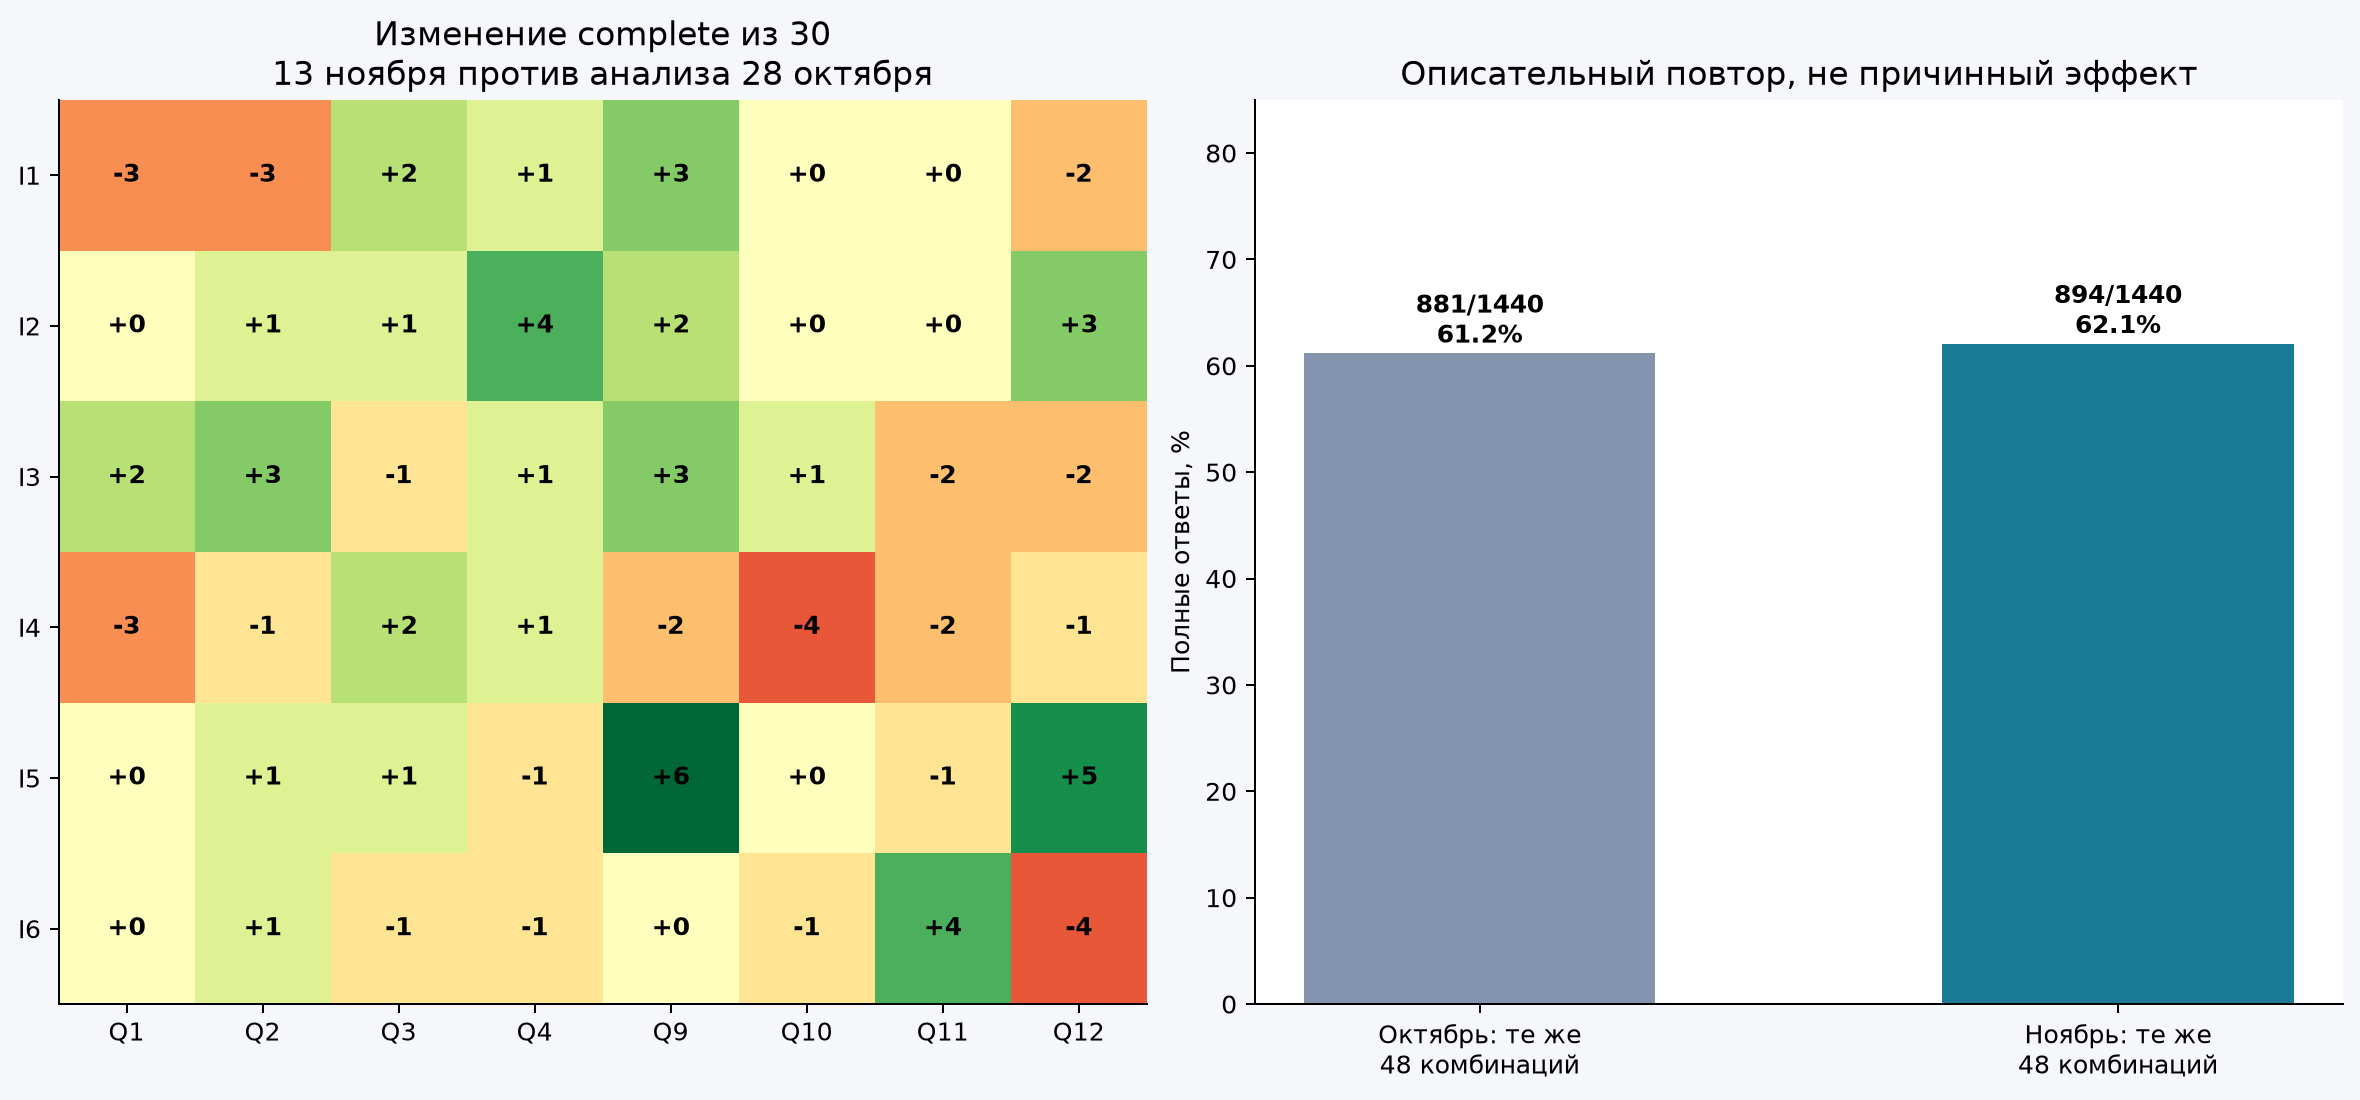 Изменение complete из 30
13 ноября против анализа 28 октября
I1 -3 -3 +2 +1 +3 +0 +0 -2
I2 +0 +1 +1 +4 +2 +0 +0 +3
I3 +2 +3 -1 +1 +3 +1 -2 -2
I4 -3 -1 +2 +1 -2 -4 -2 -1
I5 +0 +1 +1 -1 +6 +0 -1 +5
I6 +0 +1 -1 -1 +0 -1 +4 -4
Q1 Q2 Q3 Q4 Q9 Q10 Q11 Q12
Описательный повтор, не причинный эффект
Полные ответы, %
80
70
60
50
40
30
20
10
0
881/1440
61.2%
894/1440
62.1%
Октябрь: те же
48 комбинаций
Ноябрь: те же
48 комбинаций